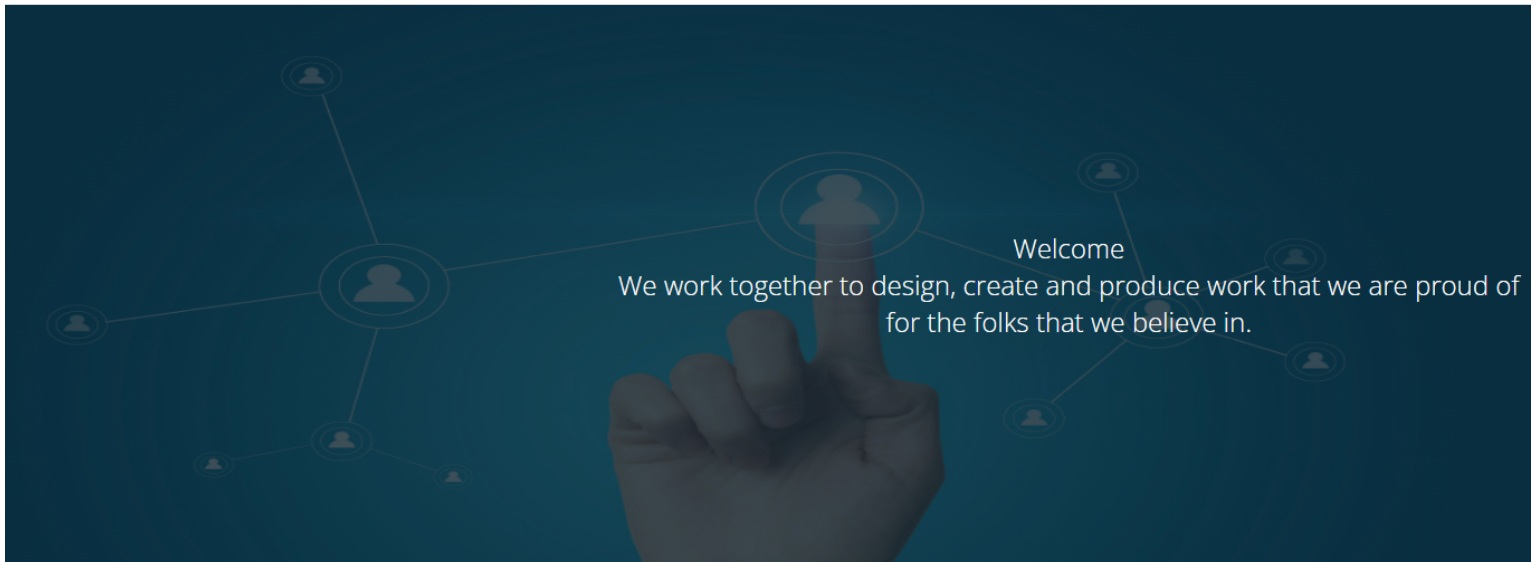 Welcome
We work together to design, create and produce work that we are proud of
for the folks that we believe in.